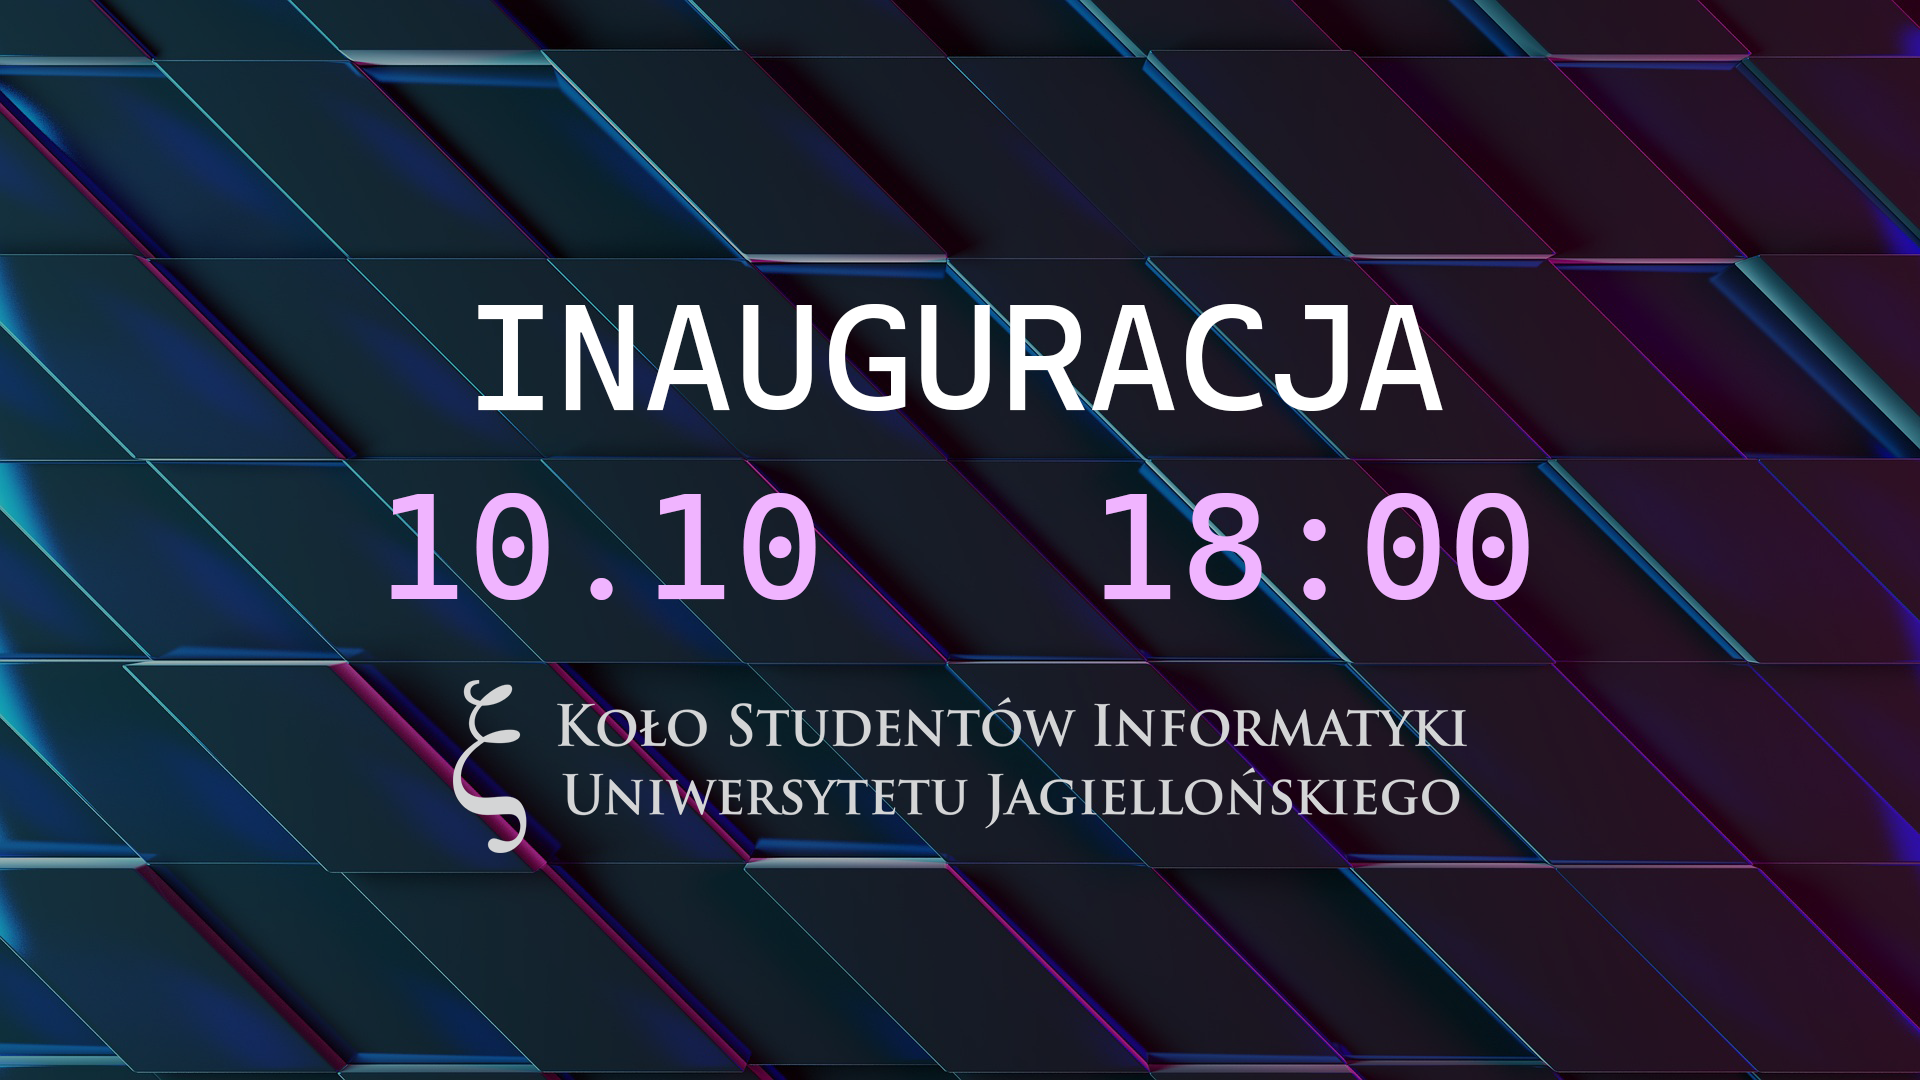 INAUGURACJA
10.10 18:00
ξ Koło Studentów Informatyki
Uniwersytetu Jagiellońskiego